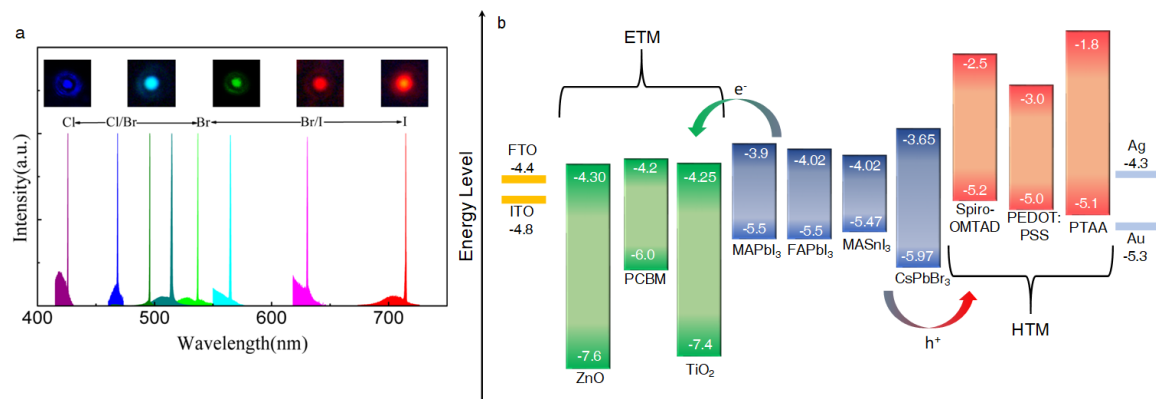 a
Cl
Cl/Br
Br
Br/I
I
Intensity(a.u.)
400
500
600
700
Wavelength(nm)
Energy Level
b
ETM
e-
FTO
-4.4
ITO
-4.8
-4.30
-7.6
ZnO
-4.2
-6.0
PCBM
-4.25
-7.4
TiO₂
-3.9
-5.5
MAPbI₃
-4.02
-5.5
FAPbI₃
-4.02
-5.47
MASnI₃
-3.65
-5.97
CsPbBr₃
h+
-2.5
-5.2
Spiro-
OMTAD
-3.0
-5.0
PEDOT:
PSS
-1.8
-5.1
PTAA
HTM
Ag
-4.3
Au
-5.3